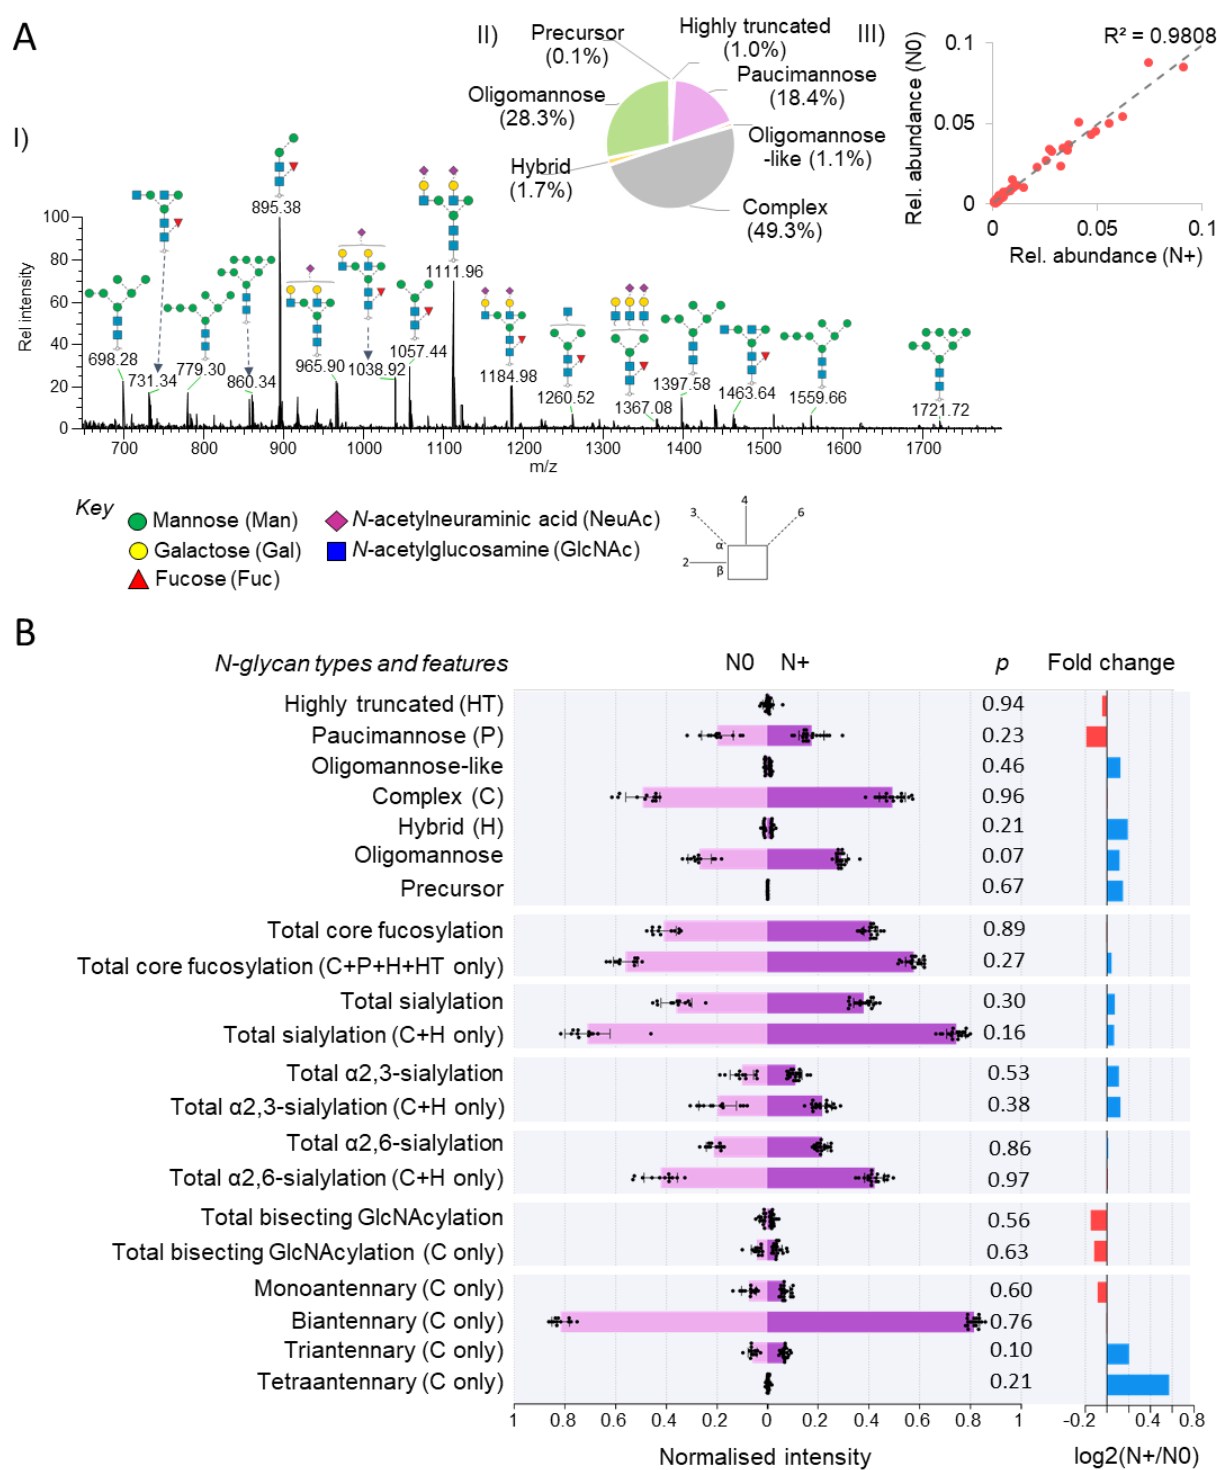 A
I)
II)
III)
Precursor
(0.1%)
Highly truncated
(1.0%)
Paucimannose
(18.4%)
Oligomannose
(28.3%)
Oligomannose
-like (1.1%)
Hybrid
(1.7%)
Complex
(49.3%)
R² = 0.9808
Rel. abundance (N0)
0.1
0.05
0
0 0.05 0.1
Rel. abundance (N+)
Rel intensity
100
80
60
40
20
0
698.28
731.34
779.30
860.34
895.38
965.90
1038.92
1057.44
1111.96
1184.98
1260.52
1367.08
1397.58
1463.64
1559.66
1721.72
700 800 900 1000 1100 1200 1300 1400 1500 1600 1700
m/z
Key
Mannose (Man)
Galactose (Gal)
Fucose (Fuc)
N-acetylneuraminic acid (NeuAc)
N-acetylglucosamine (GlcNAc)
3 4 6
α
2
β
B
N-glycan types and features N0 N+ p Fold change
Highly truncated (HT) 0.94
Paucimannose (P) 0.23
Oligomannose-like 0.46
Complex (C) 0.96
Hybrid (H) 0.21
Oligomannose 0.07
Precursor 0.67
Total core fucosylation 0.89
Total core fucosylation (C+P+H+HT only) 0.27
Total sialylation 0.30
Total sialylation (C+H only) 0.16
Total α2,3-sialylation 0.53
Total α2,3-sialylation (C+H only) 0.38
Total α2,6-sialylation 0.86
Total α2,6-sialylation (C+H only) 0.97
Total bisecting GlcNAcylation 0.56
Total bisecting GlcNAcylation (C only) 0.63
Monoantennary (C only) 0.60
Biantennary (C only) 0.76
Triantennary (C only) 0.10
Tetraantennary (C only) 0.21
1 0.8 0.6 0.4 0.2 0 0.2 0.4 0.6 0.8 1
-0.2 0.4 0.8
Normalised intensity
log2(N+/N0)